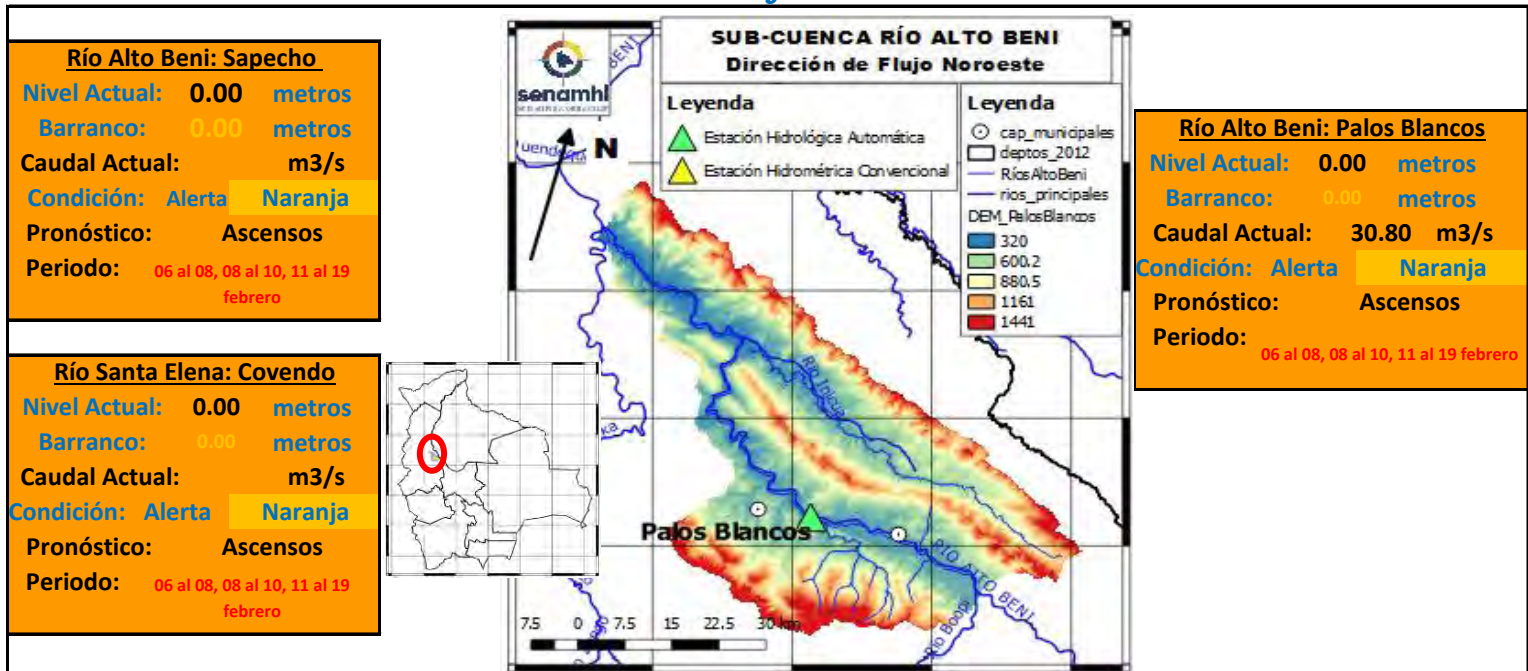 Río Alto Beni: Sapecho
Nivel Actual: 0.00 metros
Barranco: 0.00 metros
Caudal Actual: m3/s
Condición: Alerta Naranja
Pronóstico: Ascensos
Periodo: 06 al 08, 08 al 10, 11 al 19
febrero
Río Santa Elena: Covendo
Nivel Actual: 0.00 metros
Barranco: 0.00 metros
Caudal Actual: m3/s
Condición: Alerta Naranja
Pronóstico: Ascensos
Periodo: 06 al 08, 08 al 10, 11 al 19
febrero
senamhi
SUB-CUENCA RÍO ALTO BENI
Dirección de Flujo Noroeste
Leyenda
Estación Hidrológica Automática
Estación Hidrométrica Convencional
Leyenda
cap_municipales
deptos_2012
RíosAltoBeni
rios_principales
DEM_PalosBlancos
320
600.2
880.5
1161
1441
N
BENI
Palos Blancos
RIO ALTO BENI
7.5 0 7.5 15 22.5 30 km
Río Alto Beni: Palos Blancos
Nivel Actual: 0.00 metros
Barranco: 0.00 metros
Caudal Actual: 30.80 m3/s
Condición: Alerta Naranja
Pronóstico: Ascensos
Periodo:
06 al 08, 08 al 10, 11 al 19 febrero